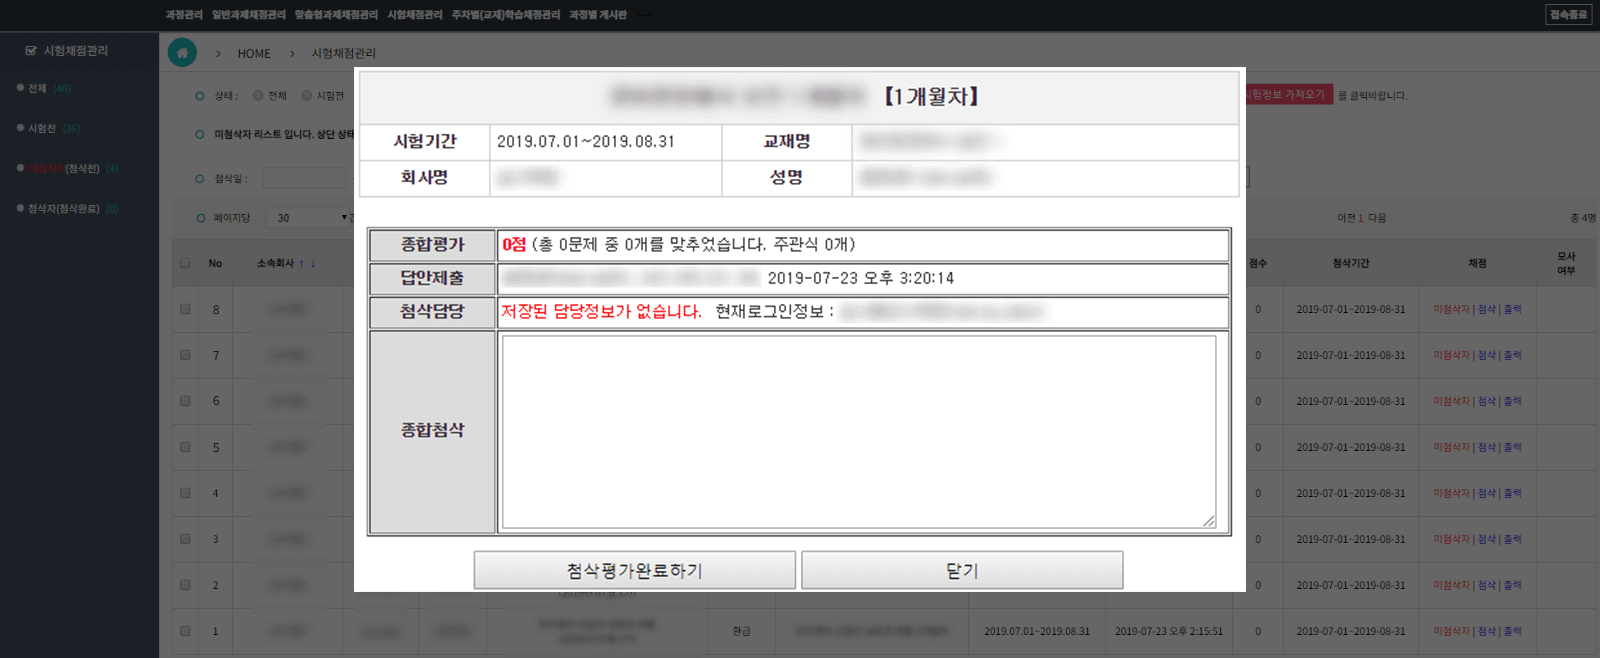 과정관리 일반과제채점관리 맞춤형과제채점관리 시험채점관리 주차별(교재)학습채점관리 과정별 게시판
접속종료
시험채점관리
HOME > 시험채점관리
전체 (40)
시험전 (36)
미첨삭자(첨삭전) (4)
첨삭자(첨삭완료) (0)
상태 : 전체 시험전
시험정보 가져오기 를 클릭바랍니다.
미첨삭자 리스트 입니다. 상단 상태
첨삭일 :
페이지당 30
이전 1 다음
총 4명
【1개월차】
시험기간 2019.07.01~2019.08.31 교재명
회사명 성명
종합평가 0점 (총 0문제 중 0개를 맞추었습니다. 주관식 0개)
답안제출 2019-07-23 오후 3:20:14
첨삭담당 저장된 담당정보가 없습니다. 현재로그인정보 :
종합첨삭
첨삭평가완료하기 닫기
No 소속회사 ↑ ↓ 점수 첨삭기간 채점 모사
여부
8 0 2019-07-01~2019-08-31 미첨삭자 | 첨삭 | 출력
7 0 2019-07-01~2019-08-31 미첨삭자 | 첨삭 | 출력
6 0 2019-07-01~2019-08-31 미첨삭자 | 첨삭 | 출력
5 0 2019-07-01~2019-08-31 미첨삭자 | 첨삭 | 출력
4 0 2019-07-01~2019-08-31 미첨삭자 | 첨삭 | 출력
3 0 2019-07-01~2019-08-31 미첨삭자 | 첨삭 | 출력
2 0 2019-07-01~2019-08-31 미첨삭자 | 첨삭 | 출력
1 환급 2019.07.01~2019.08.31 2019-07-23 오후 2:15:51 0 2019-07-01~2019-08-31 미첨삭자 | 첨삭 | 출력